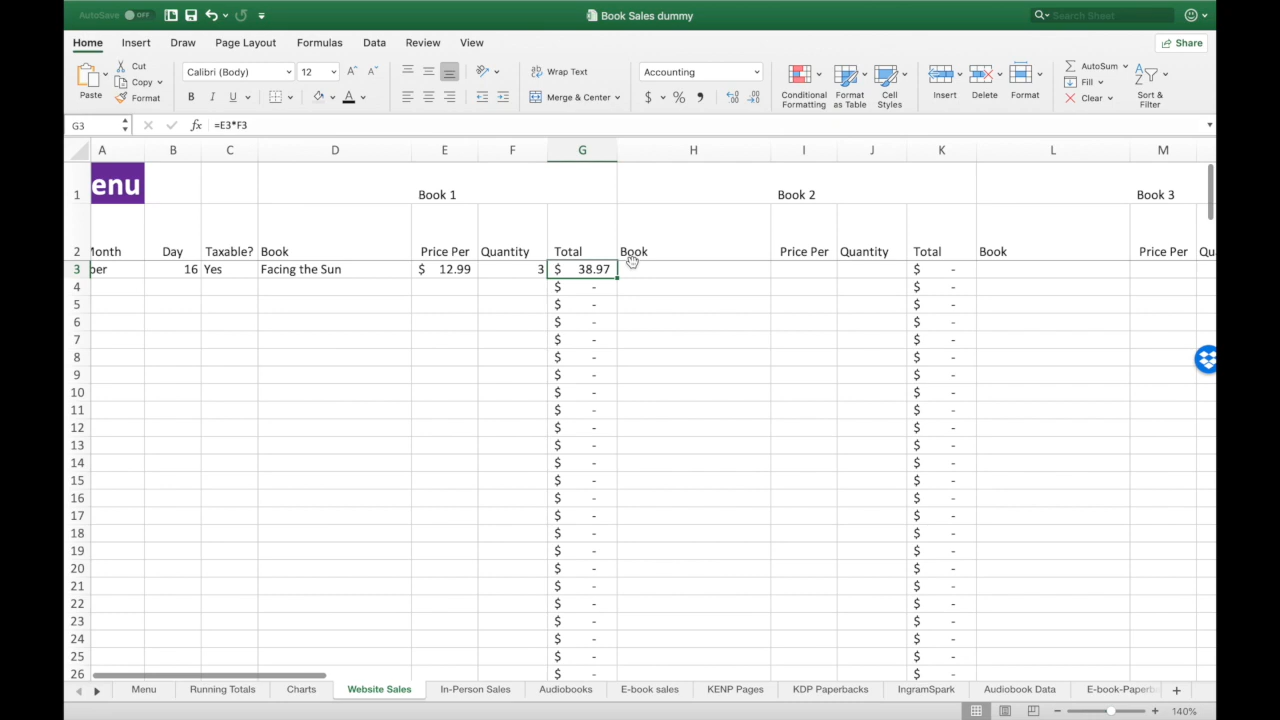 AutoSave OFF Book Sales dummy Search Sheet
Home Insert Draw Page Layout Formulas Data Review View Share
Paste Cut Copy Format
Calibri (Body) 12 B I U
Wrap Text Merge & Center
Accounting $ % ,
Conditional Formatting Format as Table Cell Styles
Insert Delete Format
AutoSum Fill Clear Sort & Filter
G3 fx =E3*F3
A B C D E F G H I J K L M
1 enu Book 1 Book 2 Book 3
2 Month Day Taxable? Book Price Per Quantity Total Book Price Per Quantity Total Book Price Per Qu
3 ber 16 Yes Facing the Sun $ 12.99 3 $ 38.97 $ -
4 $ - $ -
5 $ - $ -
6 $ - $ -
7 $ - $ -
8 $ - $ -
9 $ - $ -
10 $ - $ -
11 $ - $ -
12 $ - $ -
13 $ - $ -
14 $ - $ -
15 $ - $ -
16 $ - $ -
17 $ - $ -
18 $ - $ -
19 $ - $ -
20 $ - $ -
21 $ - $ -
22 $ - $ -
23 $ - $ -
24 $ - $ -
25 $ - $ -
26 $ - $ -
Menu Running Totals Charts Website Sales In-Person Sales Audiobooks E-book sales KENP Pages KDP Paperbacks IngramSpark Audiobook Data E-book-Paperb +
140%